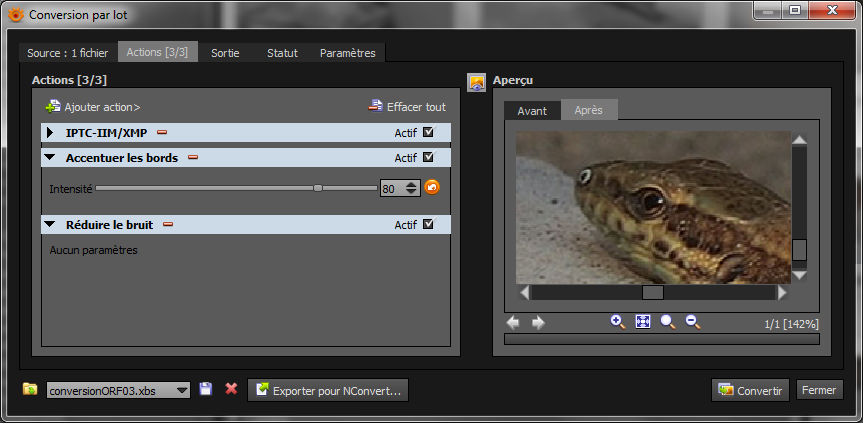 Conversion par lot
Source : 1 fichier
Actions [3/3]
Sortie
Statut
Paramètres
Actions [3/3]
Ajouter action>
Effacer tout
IPTC-IIM/XMP
Actif
Accentuer les bords
Actif
Intensité
80
Réduire le bruit
Actif
Aucun paramètres
Aperçu
Avant
Après
1/1 [142%]
conversionORF03.xbs
Exporter pour NConvert...
Convertir
Fermer